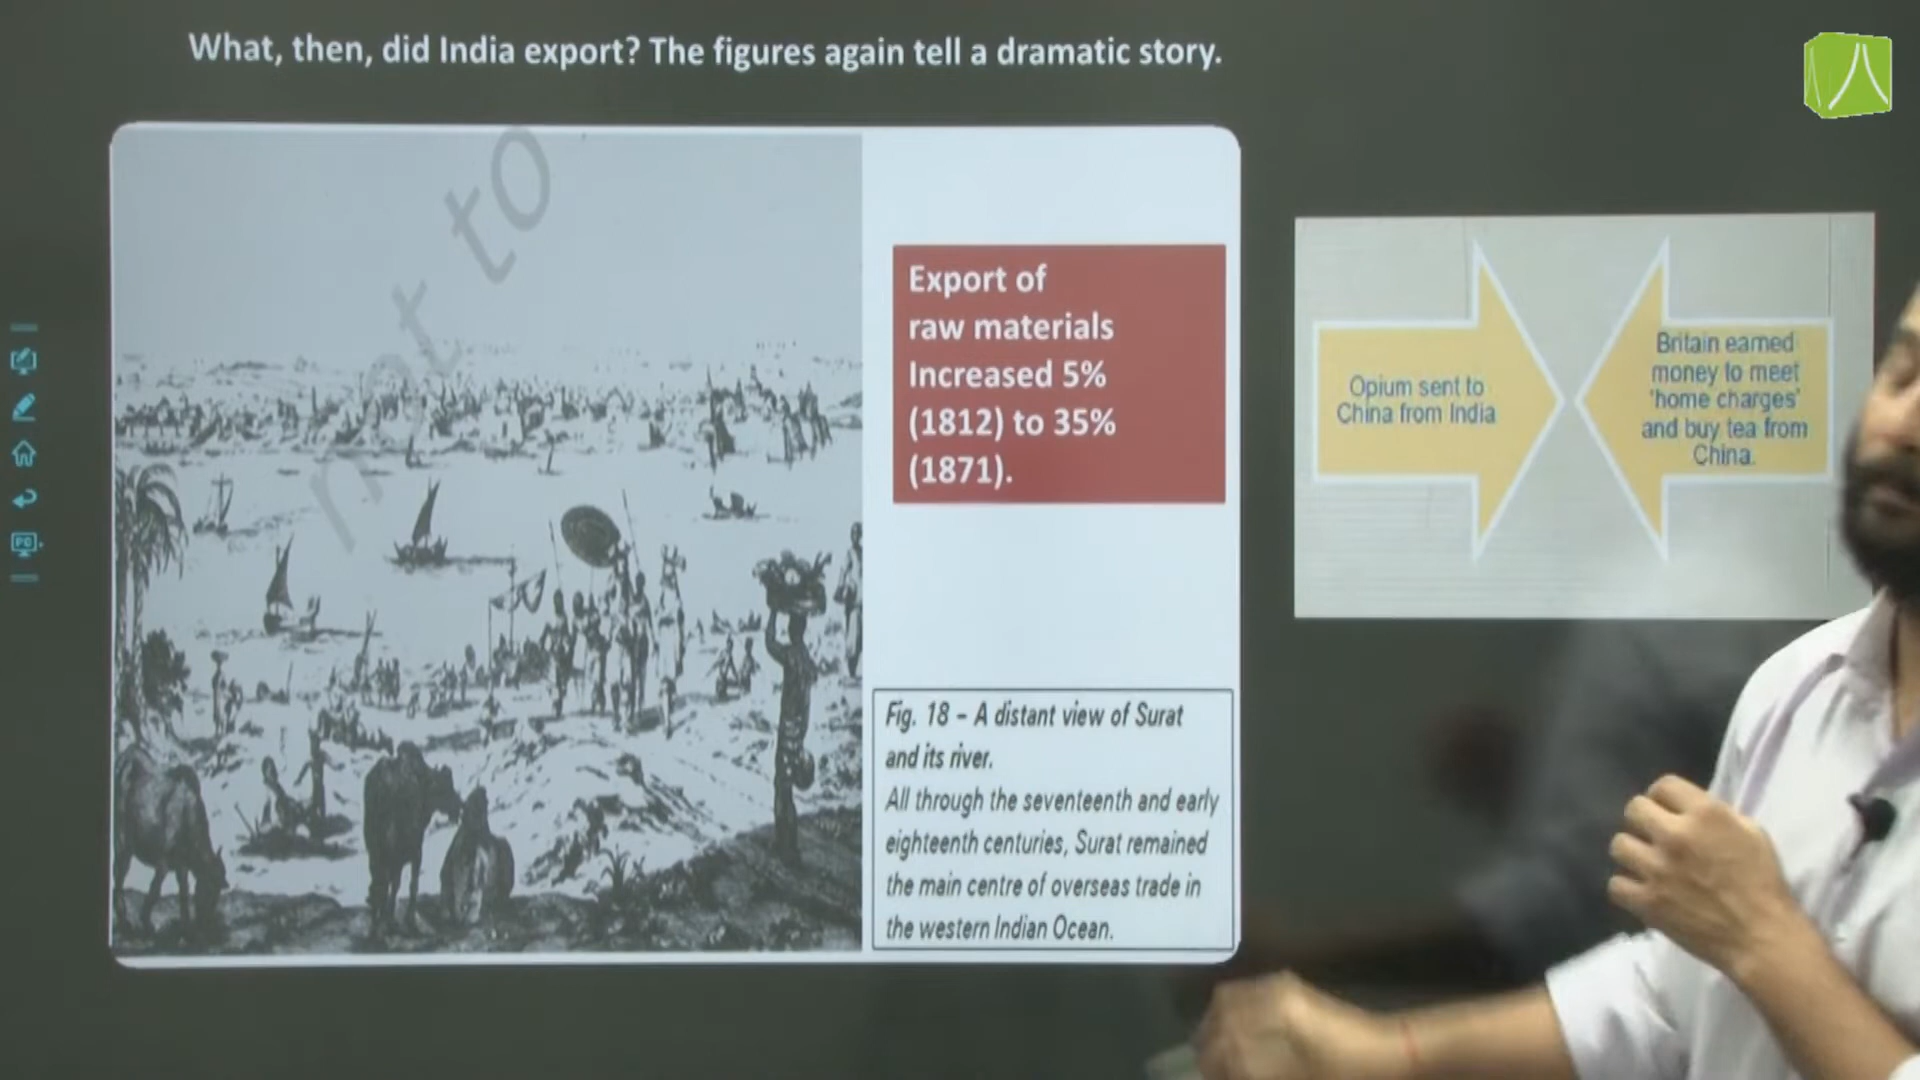 What, then, did India export? The figures again tell a dramatic story.
not to
Export of
raw materials
Increased 5%
(1812) to 35%
(1871).
Fig. 18 – A distant view of Surat
and its river.
All through the seventeenth and early
eighteenth centuries, Surat remained
the main centre of overseas trade in
the western Indian Ocean.
Opium sent to
China from India
Britain earned
money to meet
'home charges'
and buy tea from
China.
PC